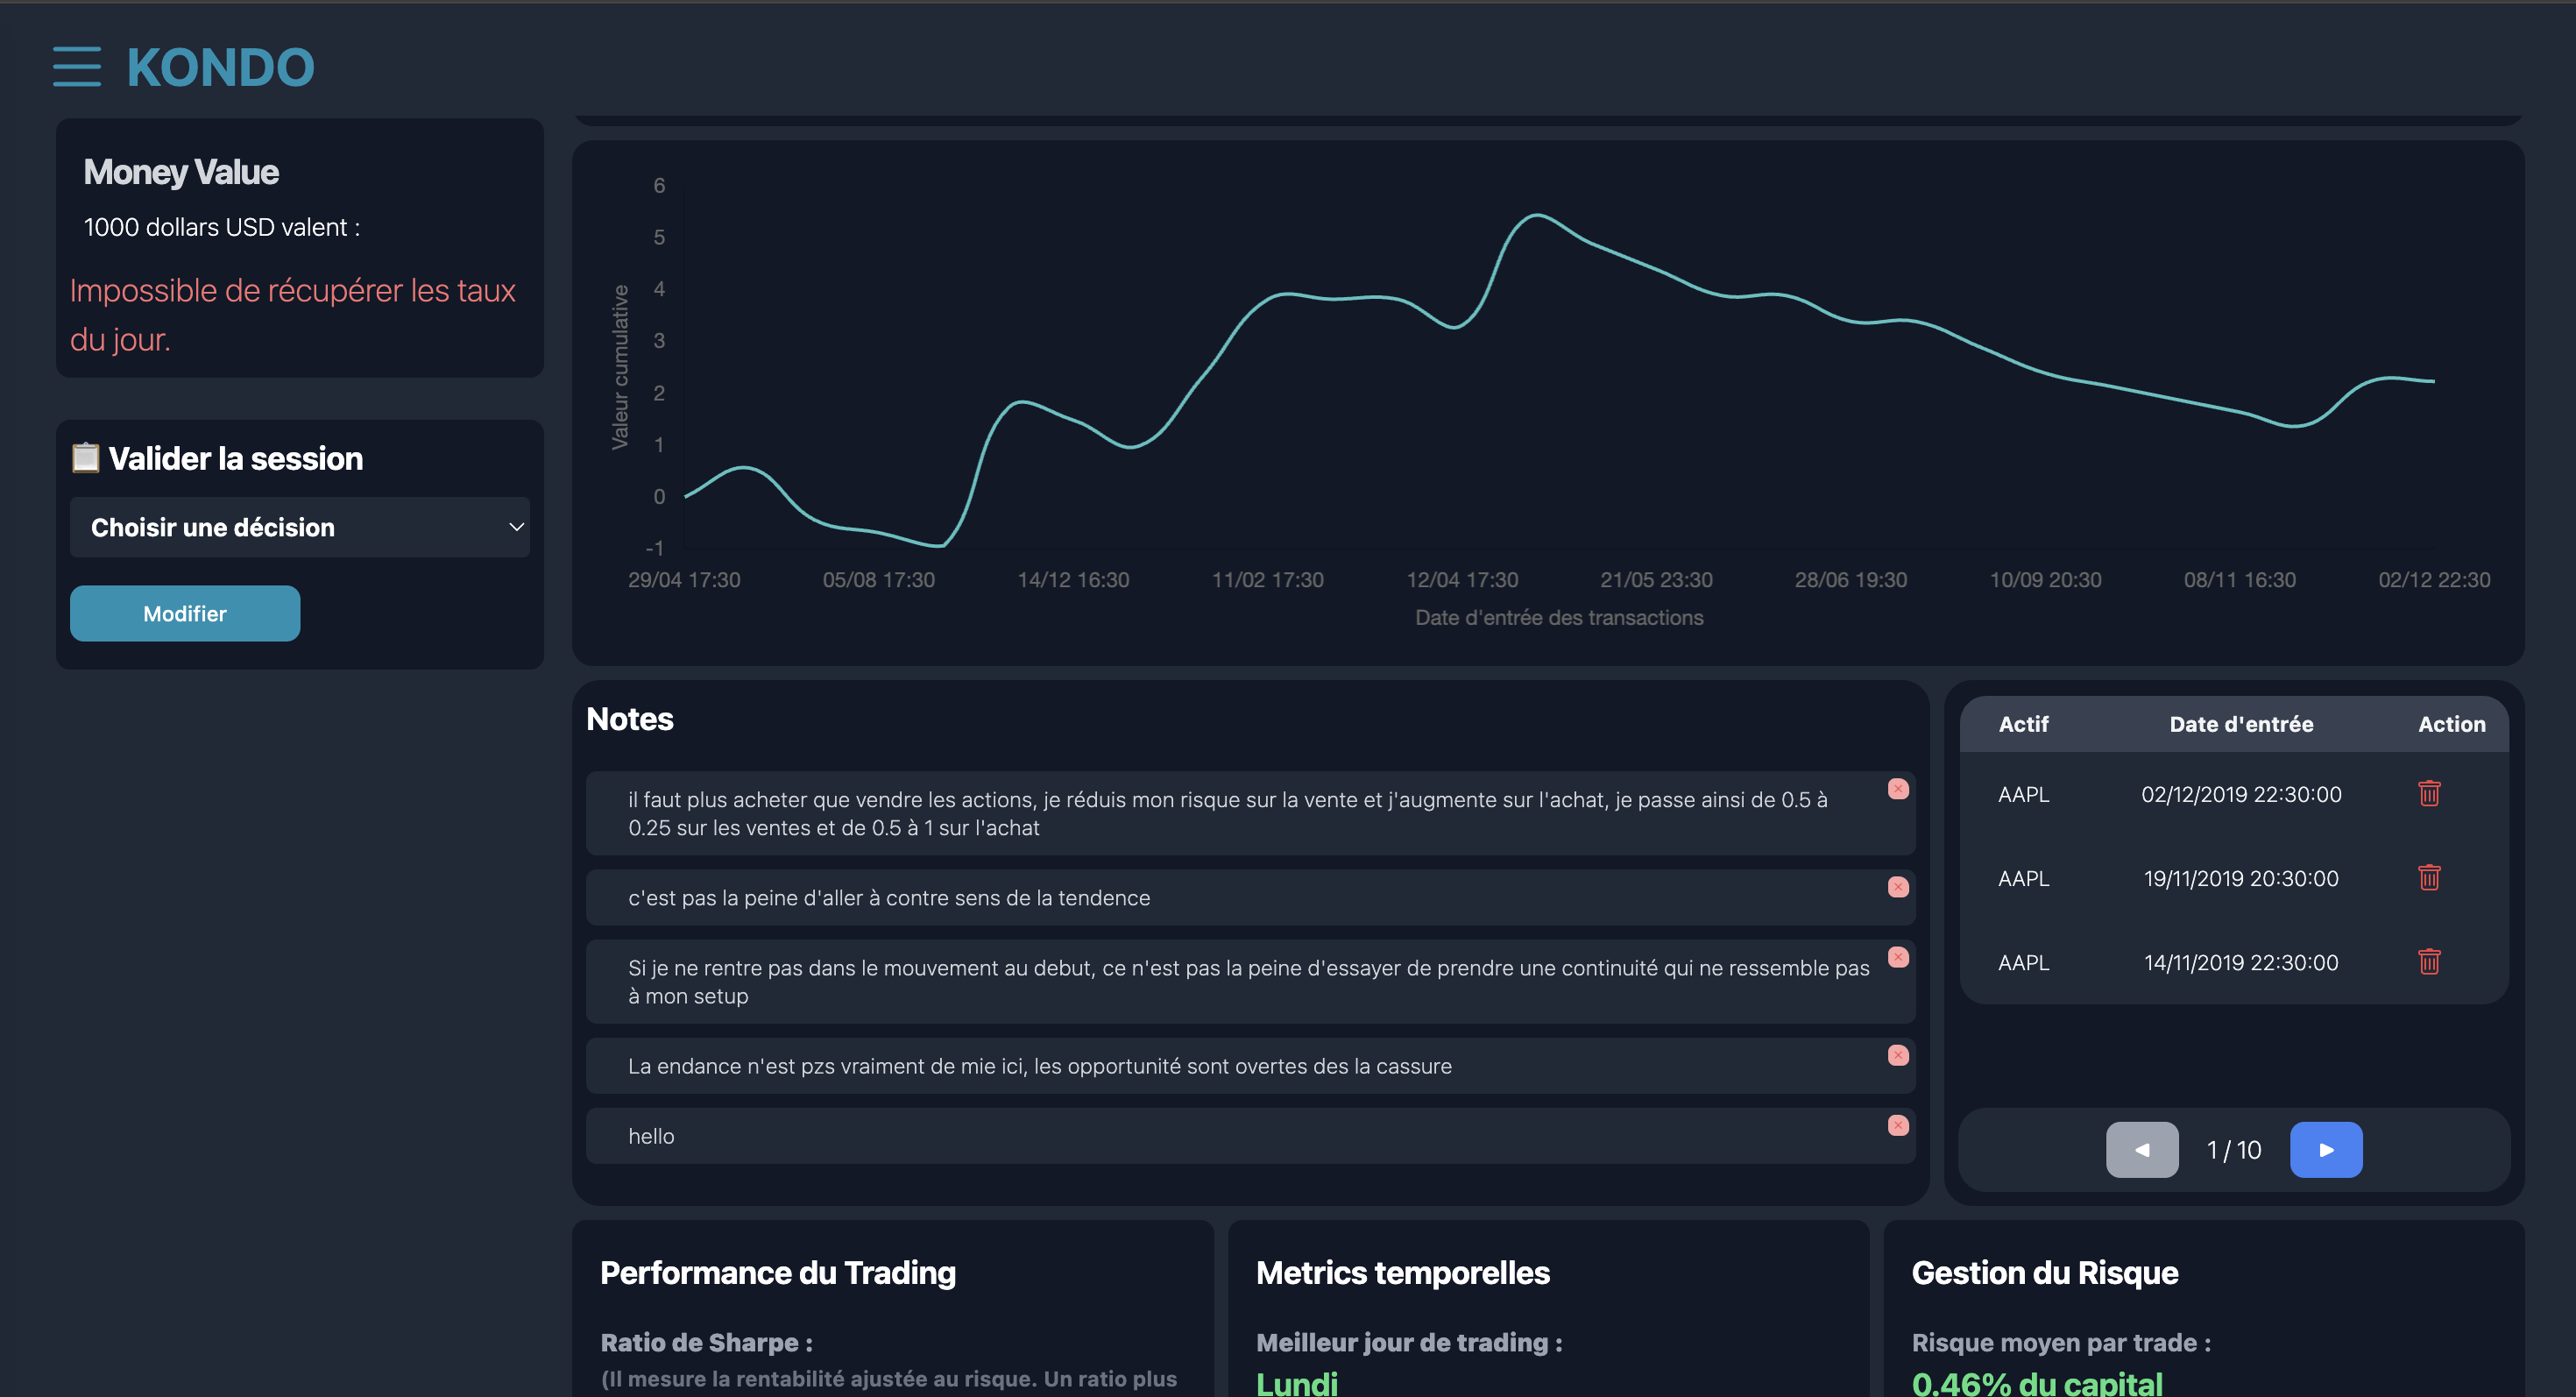 KONDO
Money Value
1000 dollars USD valent :
Impossible de récupérer les taux
du jour.
📋 Valider la session
Choisir une décision
Modifier
6
5
4
3
2
1
0
-1
Valeur cumulative
29/04 17:30 05/08 17:30 14/12 16:30 11/02 17:30 12/04 17:30 21/05 23:30 28/06 19:30 10/09 20:30 08/11 16:30 02/12 22:30
Date d'entrée des transactions
Notes
il faut plus acheter que vendre les actions, je réduis mon risque sur la vente et j'augmente sur l'achat, je passe ainsi de 0.5 à
0.25 sur les ventes et de 0.5 à 1 sur l'achat
c'est pas la peine d'aller à contre sens de la tendence
Si je ne rentre pas dans le mouvement au debut, ce n'est pas la peine d'essayer de prendre une continuité qui ne ressemble pas
à mon setup
La endance n'est pzs vraiment de mie ici, les opportunité sont overtes des la cassure
hello
Actif Date d'entrée Action
AAPL 02/12/2019 22:30:00
AAPL 19/11/2019 20:30:00
AAPL 14/11/2019 22:30:00
1 / 10
Performance du Trading
Ratio de Sharpe :
(Il mesure la rentabilité ajustée au risque. Un ratio plus
Metrics temporelles
Meilleur jour de trading :
Lundi
Gestion du Risque
Risque moyen par trade :
0.46% du capital